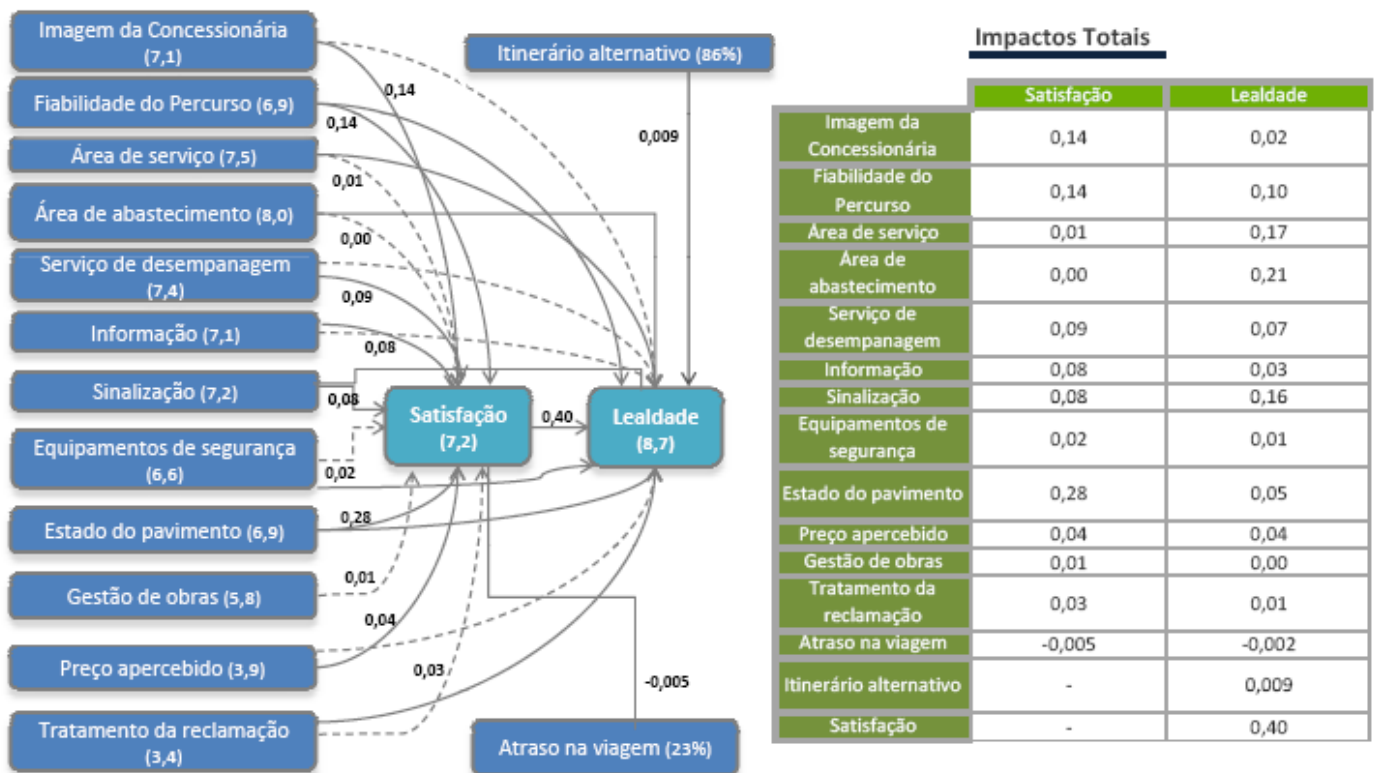 Imagem da Concessionária
(7,1)
Fiabilidade do Percurso (6,9)
Área de serviço (7,5)
Área de abastecimento (8,0)
Serviço de desempanagem
(7,4)
Informação (7,1)
Sinalização (7,2)
Equipamentos de segurança
(6,6)
Estado do pavimento (6,9)
Gestão de obras (5,8)
Preço apercebido (3,9)
Tratamento da reclamação
(3,4)
0,14
0,14
0,01
0,00
0,09
0,08
0,08
0,02
0,28
0,01
0,04
0,03
Itinerário alternativo (86%)
0,009
Satisfação
(7,2)
0,40
Lealdade
(8,7)
-0,005
Atraso na viagem (23%)
Impactos Totais
Satisfação Lealdade
Imagem da
Concessionária 0,14 0,02
Fiabilidade do
Percurso 0,14 0,10
Área de serviço 0,01 0,17
Área de
abastecimento 0,00 0,21
Serviço de
desempanagem 0,09 0,07
Informação 0,08 0,03
Sinalização 0,08 0,16
Equipamentos de
segurança 0,02 0,01
Estado do pavimento 0,28 0,05
Preço apercebido 0,04 0,04
Gestão de obras 0,01 0,00
Tratamento da
reclamação 0,03 0,01
Atraso na viagem -0,005 -0,002
Itinerário alternativo - 0,009
Satisfação - 0,40